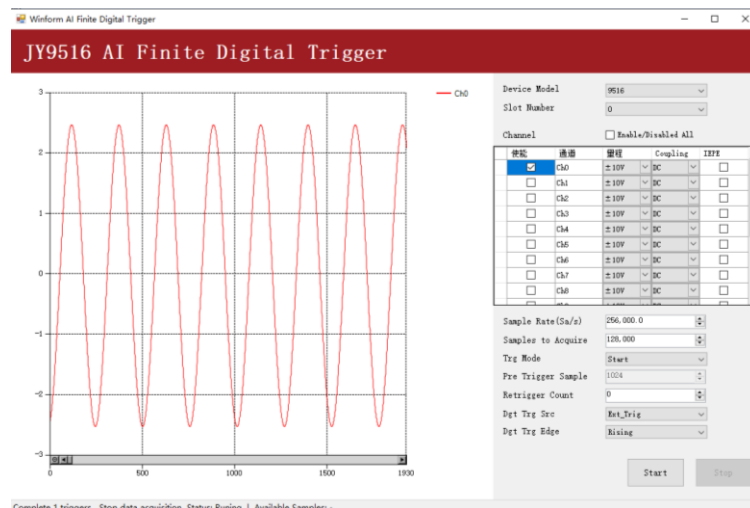 Winform AI Finite Digital Trigger
JY9516 AI Finite Digital Trigger
3
2
1
0
-1
-2
-3
0 500 1000 1500 1930
Ch0
Device Model 9516
Slot Number 0
Channel Enable/Disabled All
使能 通道 量程 Coupling IEPE
Ch0 ±10V DC
Ch1 ±10V DC
Ch2 ±10V DC
Ch3 ±10V DC
Ch4 ±10V DC
Ch5 ±10V DC
Ch6 ±10V DC
Ch7 ±10V DC
Ch8 ±10V DC
Sample Rate(Sa/s) 256,000.0
Samples to Acquire 128,000
Trg Mode Start
Pre Trigger Sample 1024
Retrigger Count 0
Dgt Trg Src Ext_Trig
Dgt Trg Edge Rising
Start Stop
Complete 1 triggers Stop data acquisition Status: Runing | Available Samples: -